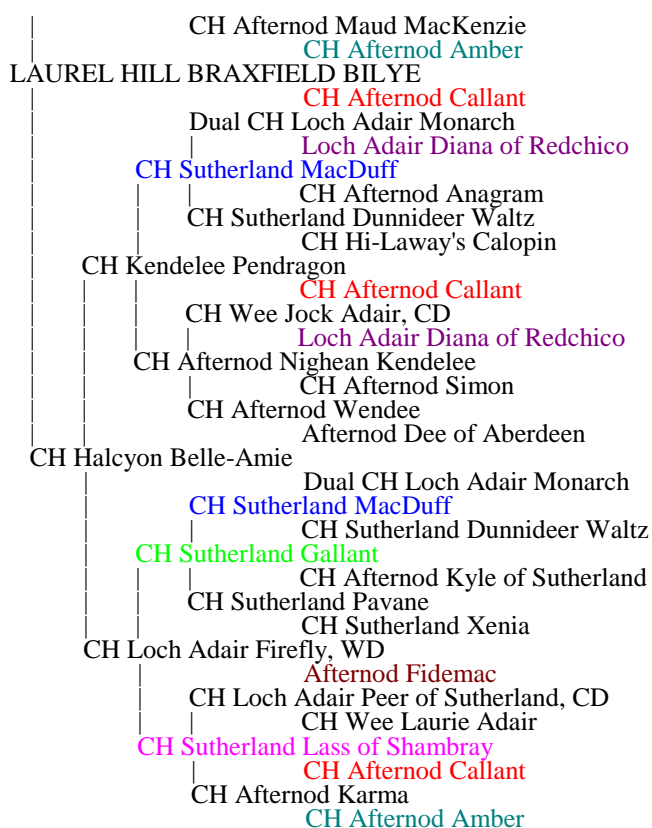 CH Afternod Maud MacKenzie
CH Afternod Amber
LAUREL HILL BRAXFIELD BILYE
CH Afternod Callant
Dual CH Loch Adair Monarch
Loch Adair Diana of Redchico
CH Sutherland MacDuff
CH Afternod Anagram
CH Sutherland Dunnideer Waltz
CH Hi-Laway's Calopin
CH Kendelee Pendragon
CH Afternod Callant
CH Wee Jock Adair, CD
Loch Adair Diana of Redchico
CH Afternod Nighean Kendelee
CH Afternod Simon
CH Afternod Wendee
Afternod Dee of Aberdeen
CH Halcyon Belle-Amie
Dual CH Loch Adair Monarch
CH Sutherland MacDuff
CH Sutherland Dunnideer Waltz
CH Sutherland Gallant
CH Afternod Kyle of Sutherland
CH Sutherland Pavane
CH Sutherland Xenia
CH Loch Adair Firefly, WD
Afternod Fidemac
CH Loch Adair Peer of Sutherland, CD
CH Wee Laurie Adair
CH Sutherland Lass of Shambray
CH Afternod Callant
CH Afternod Karma
CH Afternod Amber